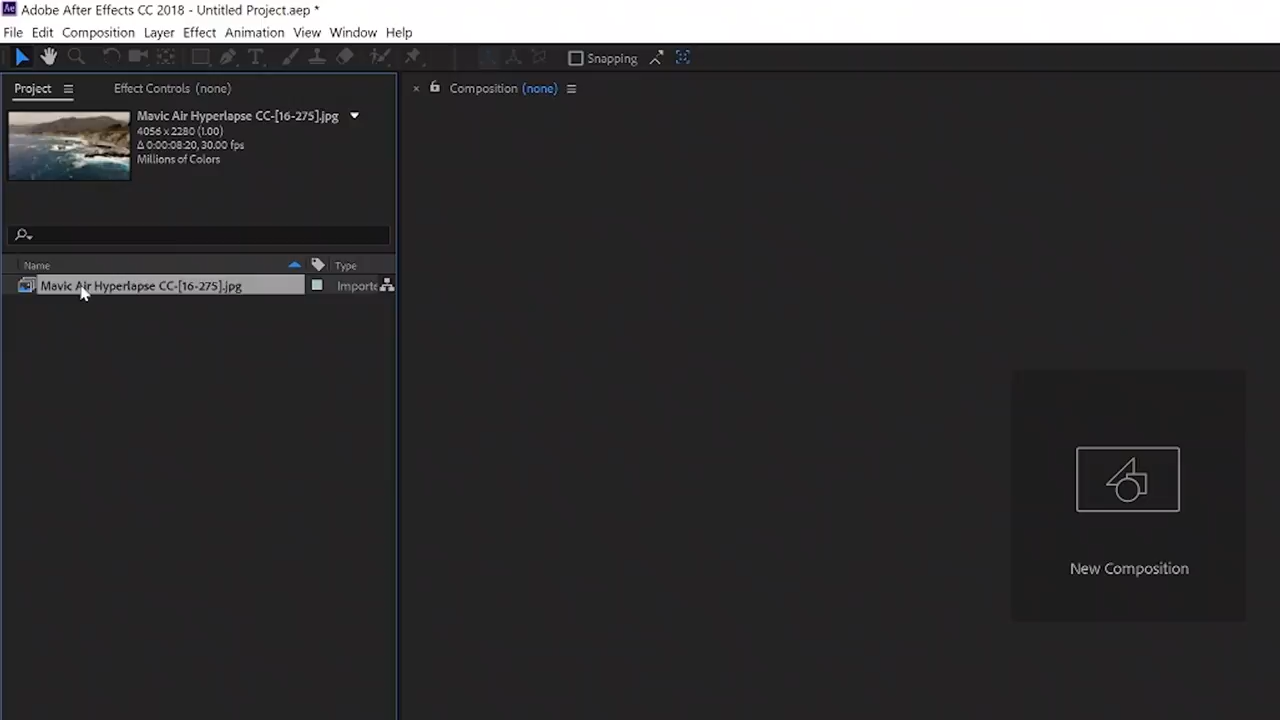 Ae Adobe After Effects CC 2018 - Untitled Project.aep *
File Edit Composition Layer Effect Animation View Window Help
Snapping
Project Effect Controls (none)
Composition (none)
Mavic Air Hyperlapse CC-[16-275].jpg
4056 x 2280 (1.00)
Δ 0:00:08:20, 30.00 fps
Millions of Colors
Name Type
Mavic Air Hyperlapse CC-[16-275].jpg Importe
New Composition